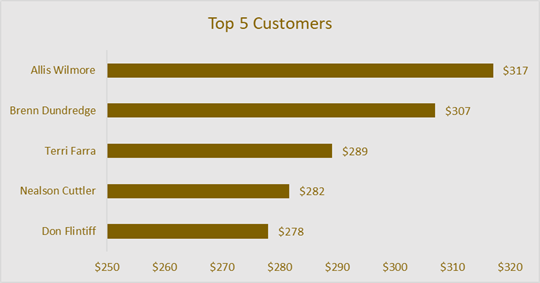 Top 5 Customers
Allis Wilmore $317
Brenn Dundredge $307
Terri Farra $289
Nealson Cuttler $282
Don Flintiff $278
$250 $260 $270 $280 $290 $300 $310 $320